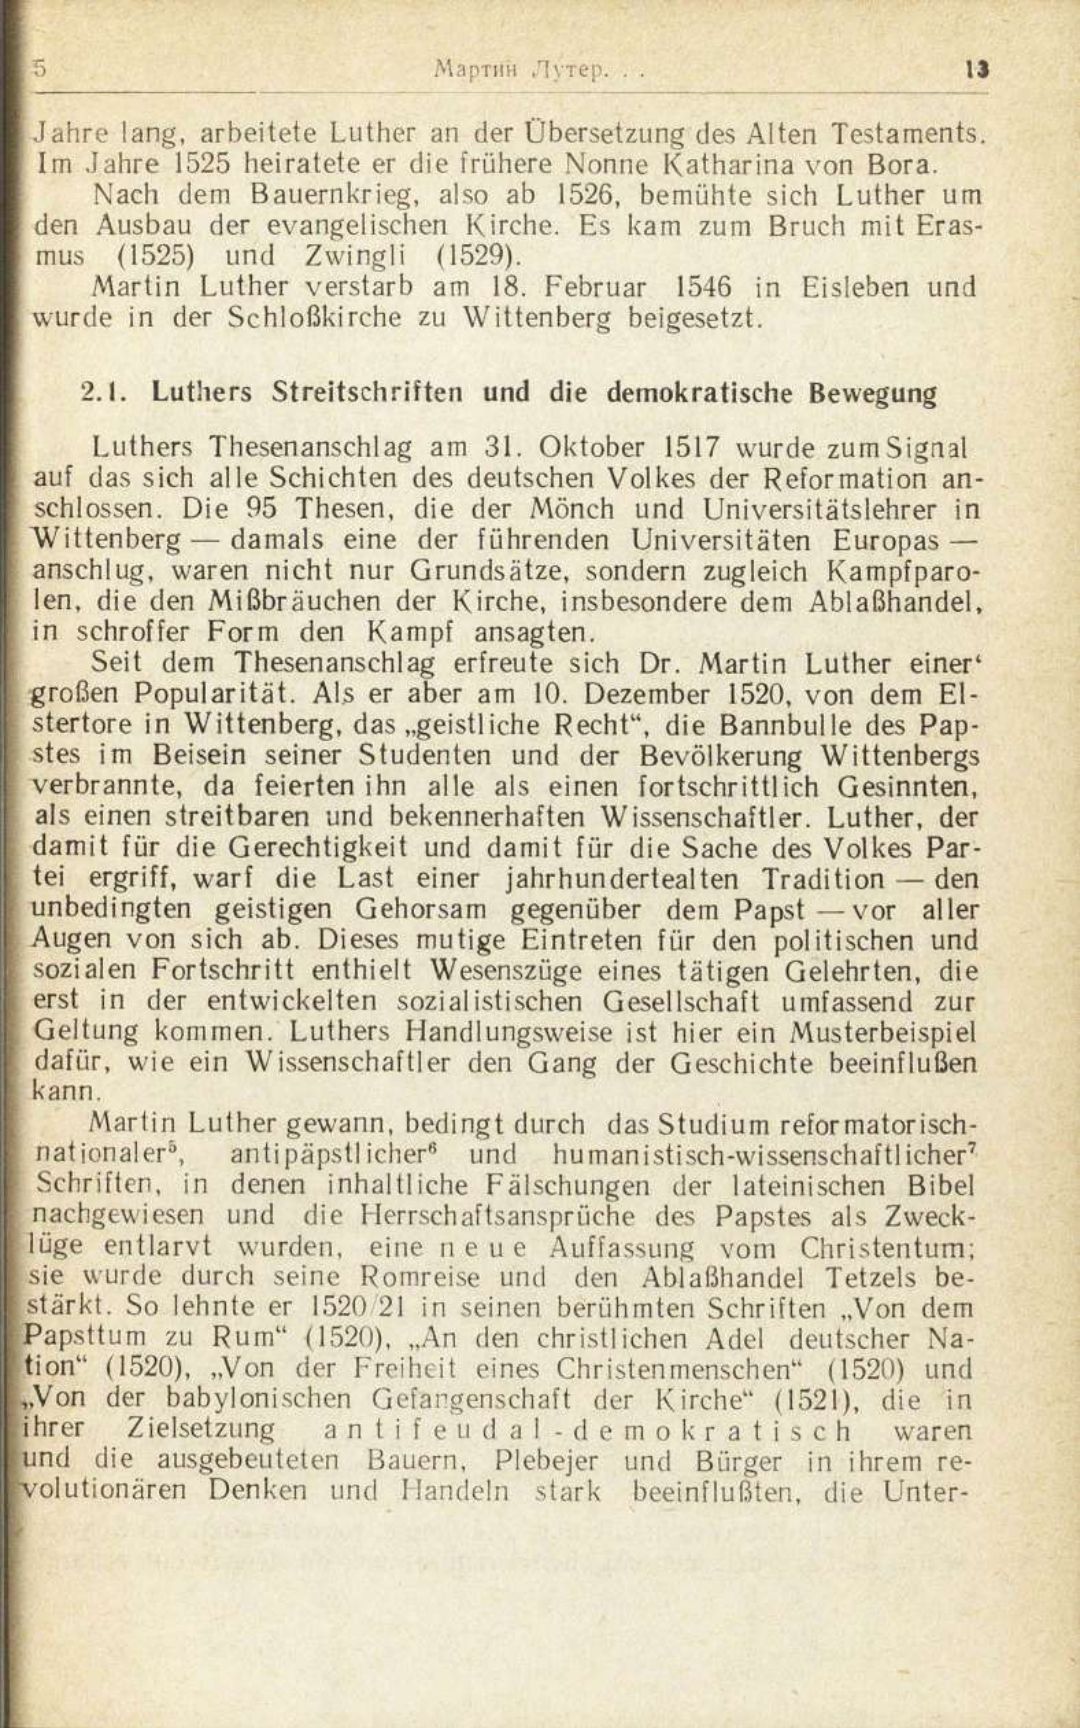 5 Мартин Лутер. . . 13
Jahre lang, arbeitete Luther an der Übersetzung des Alten Testaments.
Im Jahre 1525 heiratete er die frühere Nonne Katharina von Bora.
Nach dem Bauernkrieg, also ab 1526, bemühte sich Luther um
den Ausbau der evangelischen Kirche. Es kam zum Bruch mit Eras-
mus (1525) und Zwingli (1529).
Martin Luther verstarb am 18. Februar 1546 in Eisleben und
wurde in der Schloßkirche zu Wittenberg beigesetzt.
2.1. Luthers Streitschriften und die demokratische Bewegung
Luthers Thesenanschlag am 31. Oktober 1517 wurde zum Signal
auf das sich alle Schichten des deutschen Volkes der Reformation an-
schlossen. Die 95 Thesen, die der Mönch und Universitätslehrer in
Wittenberg — damals eine der führenden Universitäten Europas —
anschlug, waren nicht nur Grundsätze, sondern zugleich Kampfparo-
len, die den Mißbräuchen der Kirche, insbesondere dem Ablaßhandel,
in schroffer Form den Kampf ansagten.
Seit dem Thesenanschlag erfreute sich Dr. Martin Luther einer‘
großen Popularität. Als er aber am 10. Dezember 1520, von dem El-
stertore in Wittenberg, das „geistliche Recht“, die Bannbulle des Pap-
stes im Beisein seiner Studenten und der Bevölkerung Wittenbergs
verbrannte, da feierten ihn alle als einen fortschrittlich Gesinnten,
als einen streitbaren und bekennerhaften Wissenschaftler. Luther, der
damit für die Gerechtigkeit und damit für die Sache des Volkes Par-
tei ergriff, warf die Last einer jahrhundertealten Tradition — den
unbedingten geistigen Gehorsam gegenüber dem Papst — vor aller
Augen von sich ab. Dieses mutige Eintreten für den politischen und
sozialen Fortschritt enthielt Wesenszüge eines tätigen Gelehrten, die
erst in der entwickelten sozialistischen Gesellschaft umfassend zur
Geltung kommen. Luthers Handlungsweise ist hier ein Musterbeispiel
dafür, wie ein Wissenschaftler den Gang der Geschichte beeinflußen
kann.
Martin Luther gewann, bedingt durch das Studium reformatorisch-
nationaler⁵, antipäpstlicher⁶ und humanistisch-wissenschaftlicher⁷
Schriften, in denen inhaltliche Fälschungen der lateinischen Bibel
nachgewiesen und die Herrschaftsansprüche des Papstes als Zweck-
lüge entlarvt wurden, eine neue Auffassung vom Christentum;
sie wurde durch seine Romreise und den Ablaßhandel Tetzels be-
stärkt. So lehnte er 1520/21 in seinen berühmten Schriften „Von dem
Papsttum zu Rum“ (1520), „An den christlichen Adel deutscher Na-
tion“ (1520), „Von der Freiheit eines Christenmenschen“ (1520) und
„Von der babylonischen Gefangenschaft der Kirche“ (1521), die in
ihrer Zielsetzung antifeudal-demokratisch waren
und die ausgebeuteten Bauern, Plebejer und Bürger in ihrem re-
volutionären Denken und Handeln stark beeinflußten, die Unter-